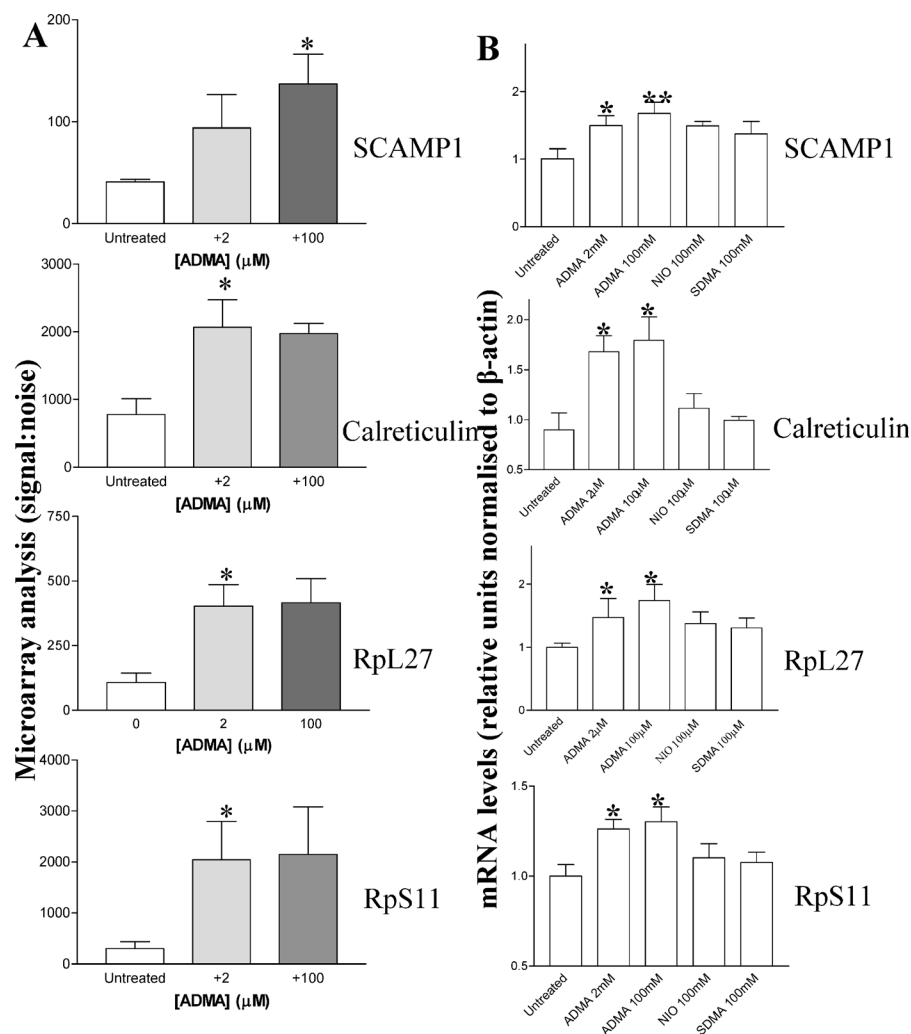 A
Microarray analysis (signal:noise)
200
*
100
0
Untreated +2 +100
[ADMA] (μM)
SCAMP1
3000
*
2000
1000
0
Untreated +2 +100
[ADMA] (μM)
Calreticulin
750
*
500
250
0
0 2 100
[ADMA] (μM)
RpL27
4000
3000
*
2000
1000
0
Untreated +2 +100
[ADMA] (μM)
RpS11
B
mRNA levels (relative units normalised to β-actin)
2
* **
1
0
Untreated ADMA 2mM ADMA 100mM NIO 100mM SDMA 100mM
SCAMP1
2.0
* *
1.5
1.0
0.5
Untreated ADMA 2μM ADMA 100μM NIO 100μM SDMA 100μM
Calreticulin
2
* *
1
0
Untreated ADMA 2μM ADMA 100μM NIO 100μM SDMA 100μM
RpL27
1.5
* *
1.0
0.5
Untreated ADMA 2mM ADMA 100mM NIO 100mM SDMA 100mM
RpS11